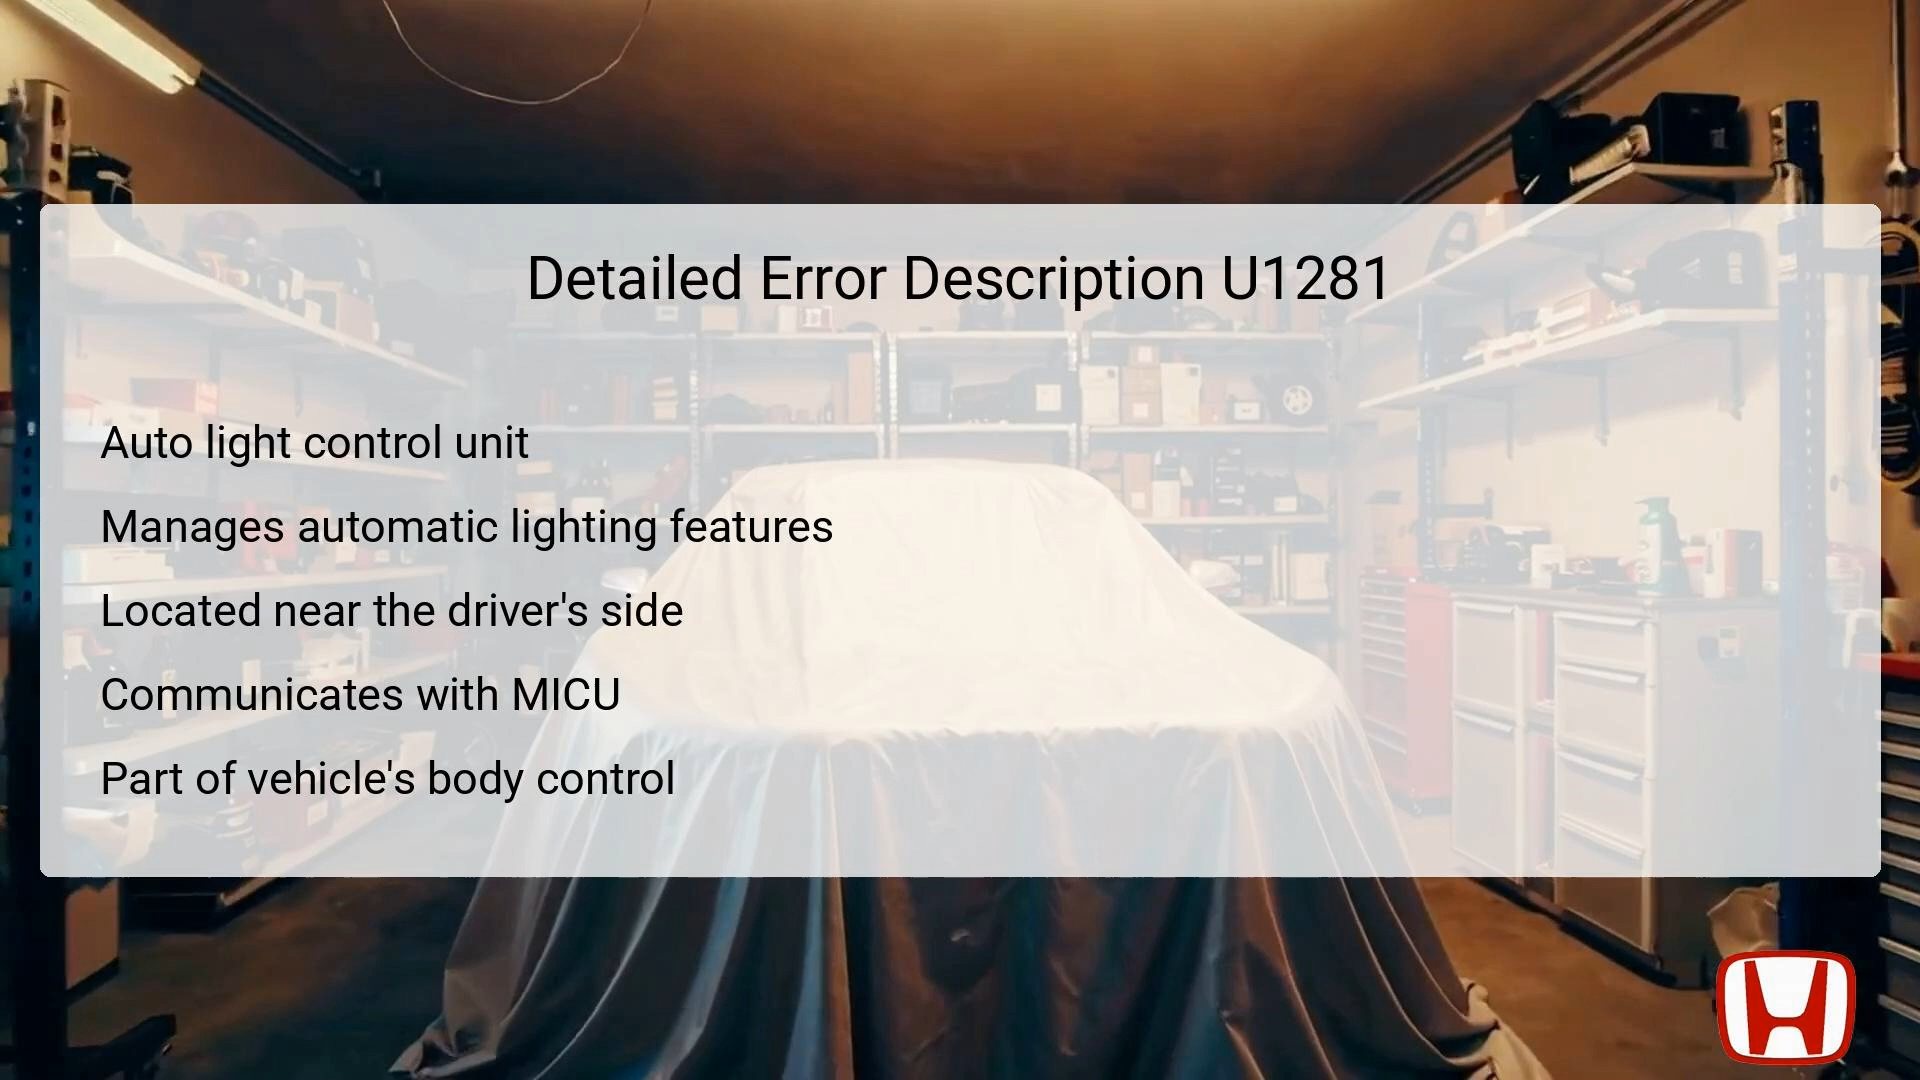 Detailed Error Description U1281
Auto light control unit
Manages automatic lighting features
Located near the driver's side
Communicates with MICU
Part of vehicle's body control